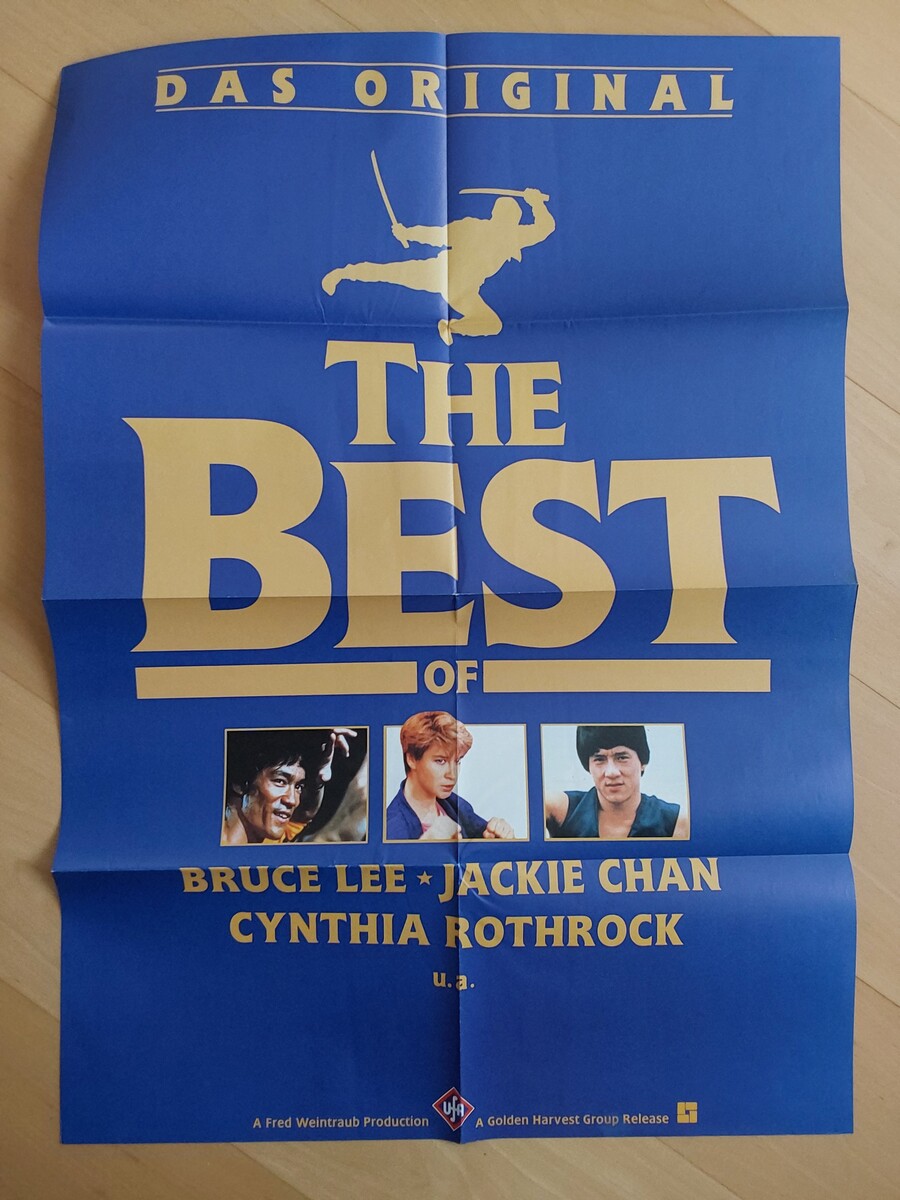 DAS ORIGINAL
THE
BEST
OF
BRUCE LEE ★ JACKIE CHAN
CYNTHIA ROTHROCK
u.a.
A Fred Weintraub Production UFA A Golden Harvest Group Release